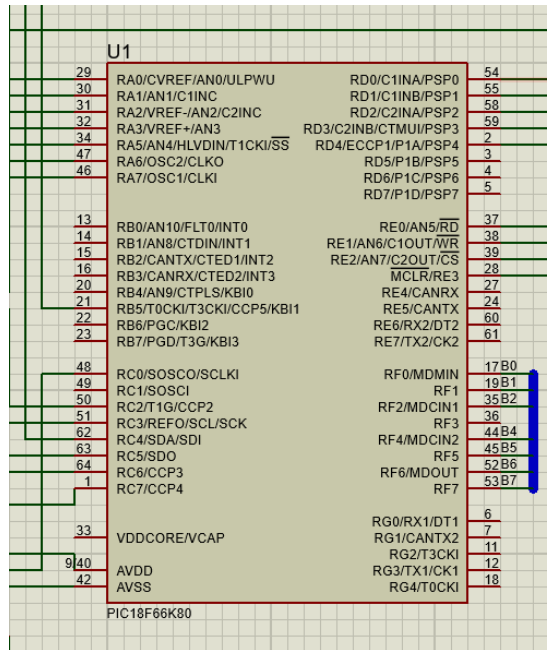 U1
29 RA0/CVREF/AN0/ULPWU RD0/C1INA/PSP0 54
30 RA1/AN1/C1INC RD1/C1INB/PSP1 55
31 RA2/VREF-/AN2/C2INC RD2/C2INA/PSP2 58
32 RA3/VREF+/AN3 RD3/C2INB/CTMUI/PSP3 59
34 RA5/AN4/HLVDIN/T1CKI/SS RD4/ECCP1/P1A/PSP4 2
47 RA6/OSC2/CLKO RD5/P1B/PSP5 3
46 RA7/OSC1/CLKI RD6/P1C/PSP6 4
RD7/P1D/PSP7 5
13 RB0/AN10/FLT0/INT0 RE0/AN5/RD 37
14 RB1/AN8/CTDIN/INT1 RE1/AN6/C1OUT/WR 38
15 RB2/CANTX/CTED1/INT2 RE2/AN7/C2OUT/CS 39
16 RB3/CANRX/CTED2/INT3 MCLR/RE3 28
20 RB4/AN9/CTPLS/KBI0 RE4/CANRX 27
21 RB5/T0CKI/T3CKI/CCP5/KBI1 RE5/CANTX 24
22 RB6/PGC/KBI2 RE6/RX2/DT2 60
23 RB7/PGD/T3G/KBI3 RE7/TX2/CK2 61
48 RC0/SOSCO/SCLKI RF0/MDMIN 17 B0
49 RC1/SOSCI RF1 19 B1
50 RC2/T1G/CCP2 RF2/MDCIN1 35 B2
51 RC3/REFO/SCL/SCK RF3 36
62 RC4/SDA/SDI RF4/MDCIN2 44 B4
63 RC5/SDO RF5 45 B5
64 RC6/CCP3 RF6/MDOUT 52 B6
1 RC7/CCP4 RF7 53 B7
RG0/RX1/DT1 6
33 VDDCORE/VCAP RG1/CANTX2 7
RG2/T3CKI 11
9/40 AVDD RG3/TX1/CK1 12
42 AVSS RG4/T0CKI 18
PIC18F66K80